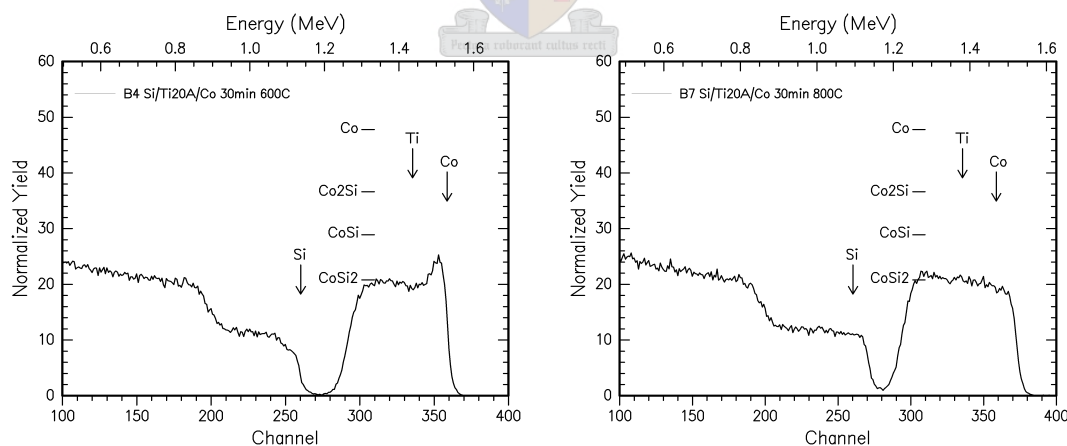 Pectora roborant cultus recti
Energy (MeV)
0.6 0.8 1.0 1.2 1.4 1.6
60
50
40
30
20
10
0
Normalized Yield
B4 Si/Ti20A/Co 30min 600C
Co
Ti
Co
Co2Si
CoSi
Si
CoSi2
100 150 200 250 300 350 400
Channel
Energy (MeV)
0.6 0.8 1.0 1.2 1.4 1.6
60
50
40
30
20
10
0
Normalized Yield
B7 Si/Ti20A/Co 30min 800C
Co
Ti
Co
Co2Si
CoSi
Si
CoSi2
100 150 200 250 300 350 400
Channel